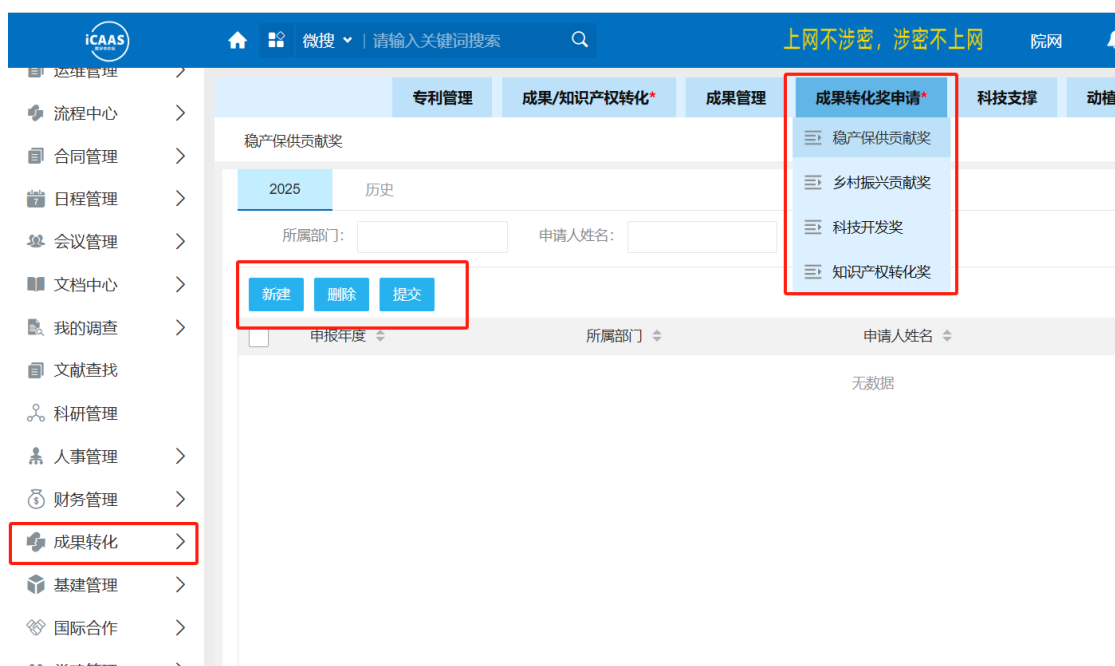 iCAAS
微搜 请输入关键词搜索
上网不涉密，涉密不上网
院网
运维管理
流程中心
合同管理
日程管理
会议管理
文档中心
我的调查
文献查找
科研管理
人事管理
财务管理
成果转化
基建管理
国际合作
专利管理 成果/知识产权转化* 成果管理 成果转化奖申请* 科技支撑 动植
稳产保供贡献奖
乡村振兴贡献奖
科技开发奖
知识产权转化奖
稳产保供贡献奖
2025 历史
所属部门: 申请人姓名:
新建 删除 提交
申报年度 所属部门 申请人姓名
无数据